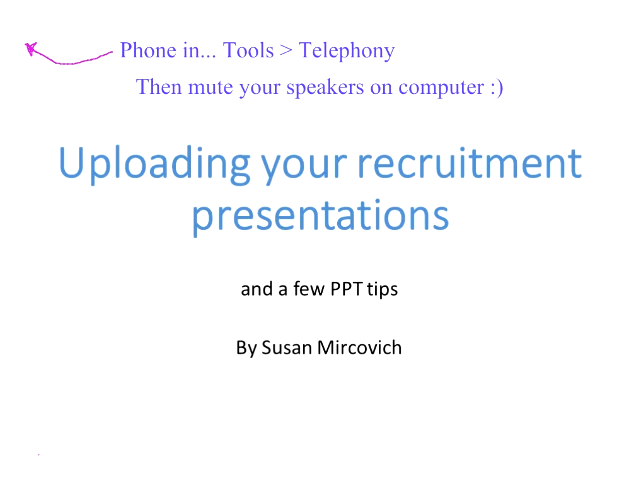 Phone in... Tools > Telephony
Then mute your speakers on computer :)
Uploading your recruitment
presentations
and a few PPT tips
By Susan Mircovich